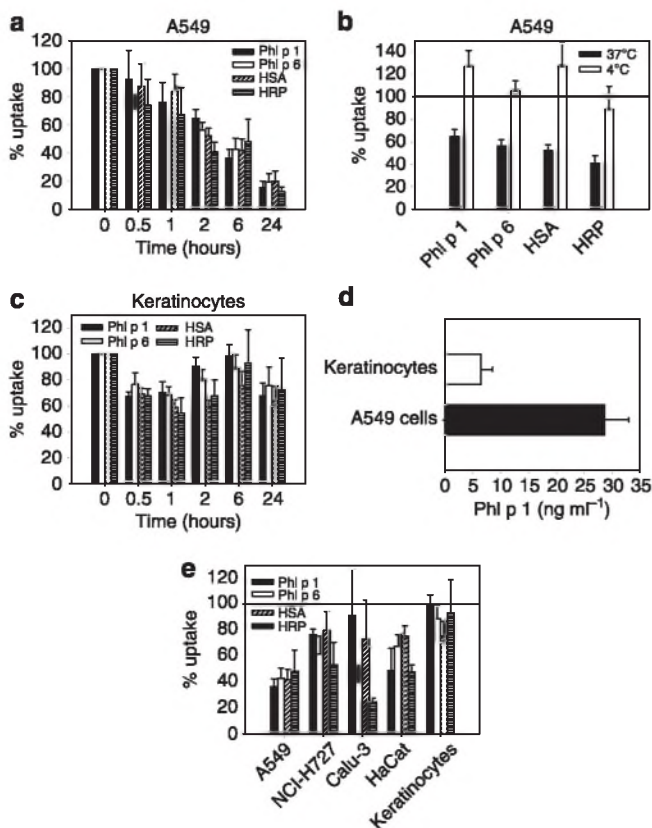 a
A549
120
100
80
60
40
20
0
% uptake
Phl p 1
Phl p 6
HSA
HRP
0 0.5 1 2 6 24
Time (hours)
b
A549
140
120
100
80
60
40
20
0
% uptake
37°C
4°C
Phl p 1
Phl p 6
HSA
HRP
c
Keratinocytes
120
100
80
60
40
20
0
% uptake
Phl p 1 HSA
Phl p 6 HRP
0 0.5 1 2 6 24
Time (hours)
d
Keratinocytes
A549 cells
0 5 10 15 20 25 30 35
Phl p 1 (ng ml⁻¹)
e
120
100
80
60
40
20
0
% uptake
Phl p 1
Phl p 6
HSA
HRP
A549
NCI-H727
Calu-3
HaCat
Keratinocytes